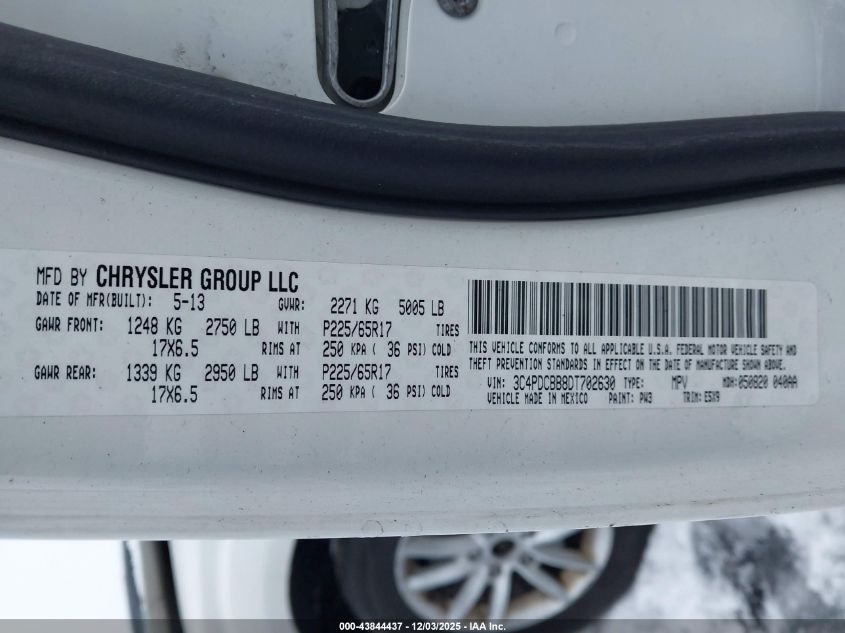 MFD BY CHRYSLER GROUP LLC
DATE OF MFR(BUILT): 5-13 GVWR: 2271 KG 5005 LB
GAWR FRONT: 1248 KG 2750 LB WITH P225/65R17 TIRES
17X6.5 RIMS AT 250 KPA ( 36 PSI) COLD
GAWR REAR: 1339 KG 2950 LB WITH P225/65R17 TIRES
17X6.5 RIMS AT 250 KPA ( 36 PSI) COLD
THIS VEHICLE CONFORMS TO ALL APPLICABLE U.S.A. FEDERAL MOTOR VEHICLE SAFETY AND
THEFT PREVENTION STANDARDS IN EFFECT ON THE DATE OF MANUFACTURE SHOWN ABOVE.
VIN: 3C4PDCBB8DT702630 TYPE: MPV MDH: 050820 040AA
VEHICLE MADE IN MEXICO PAINT: PW3 TRIM: E5X9
000-43844437 - 12/03/2025 - IAA Inc.